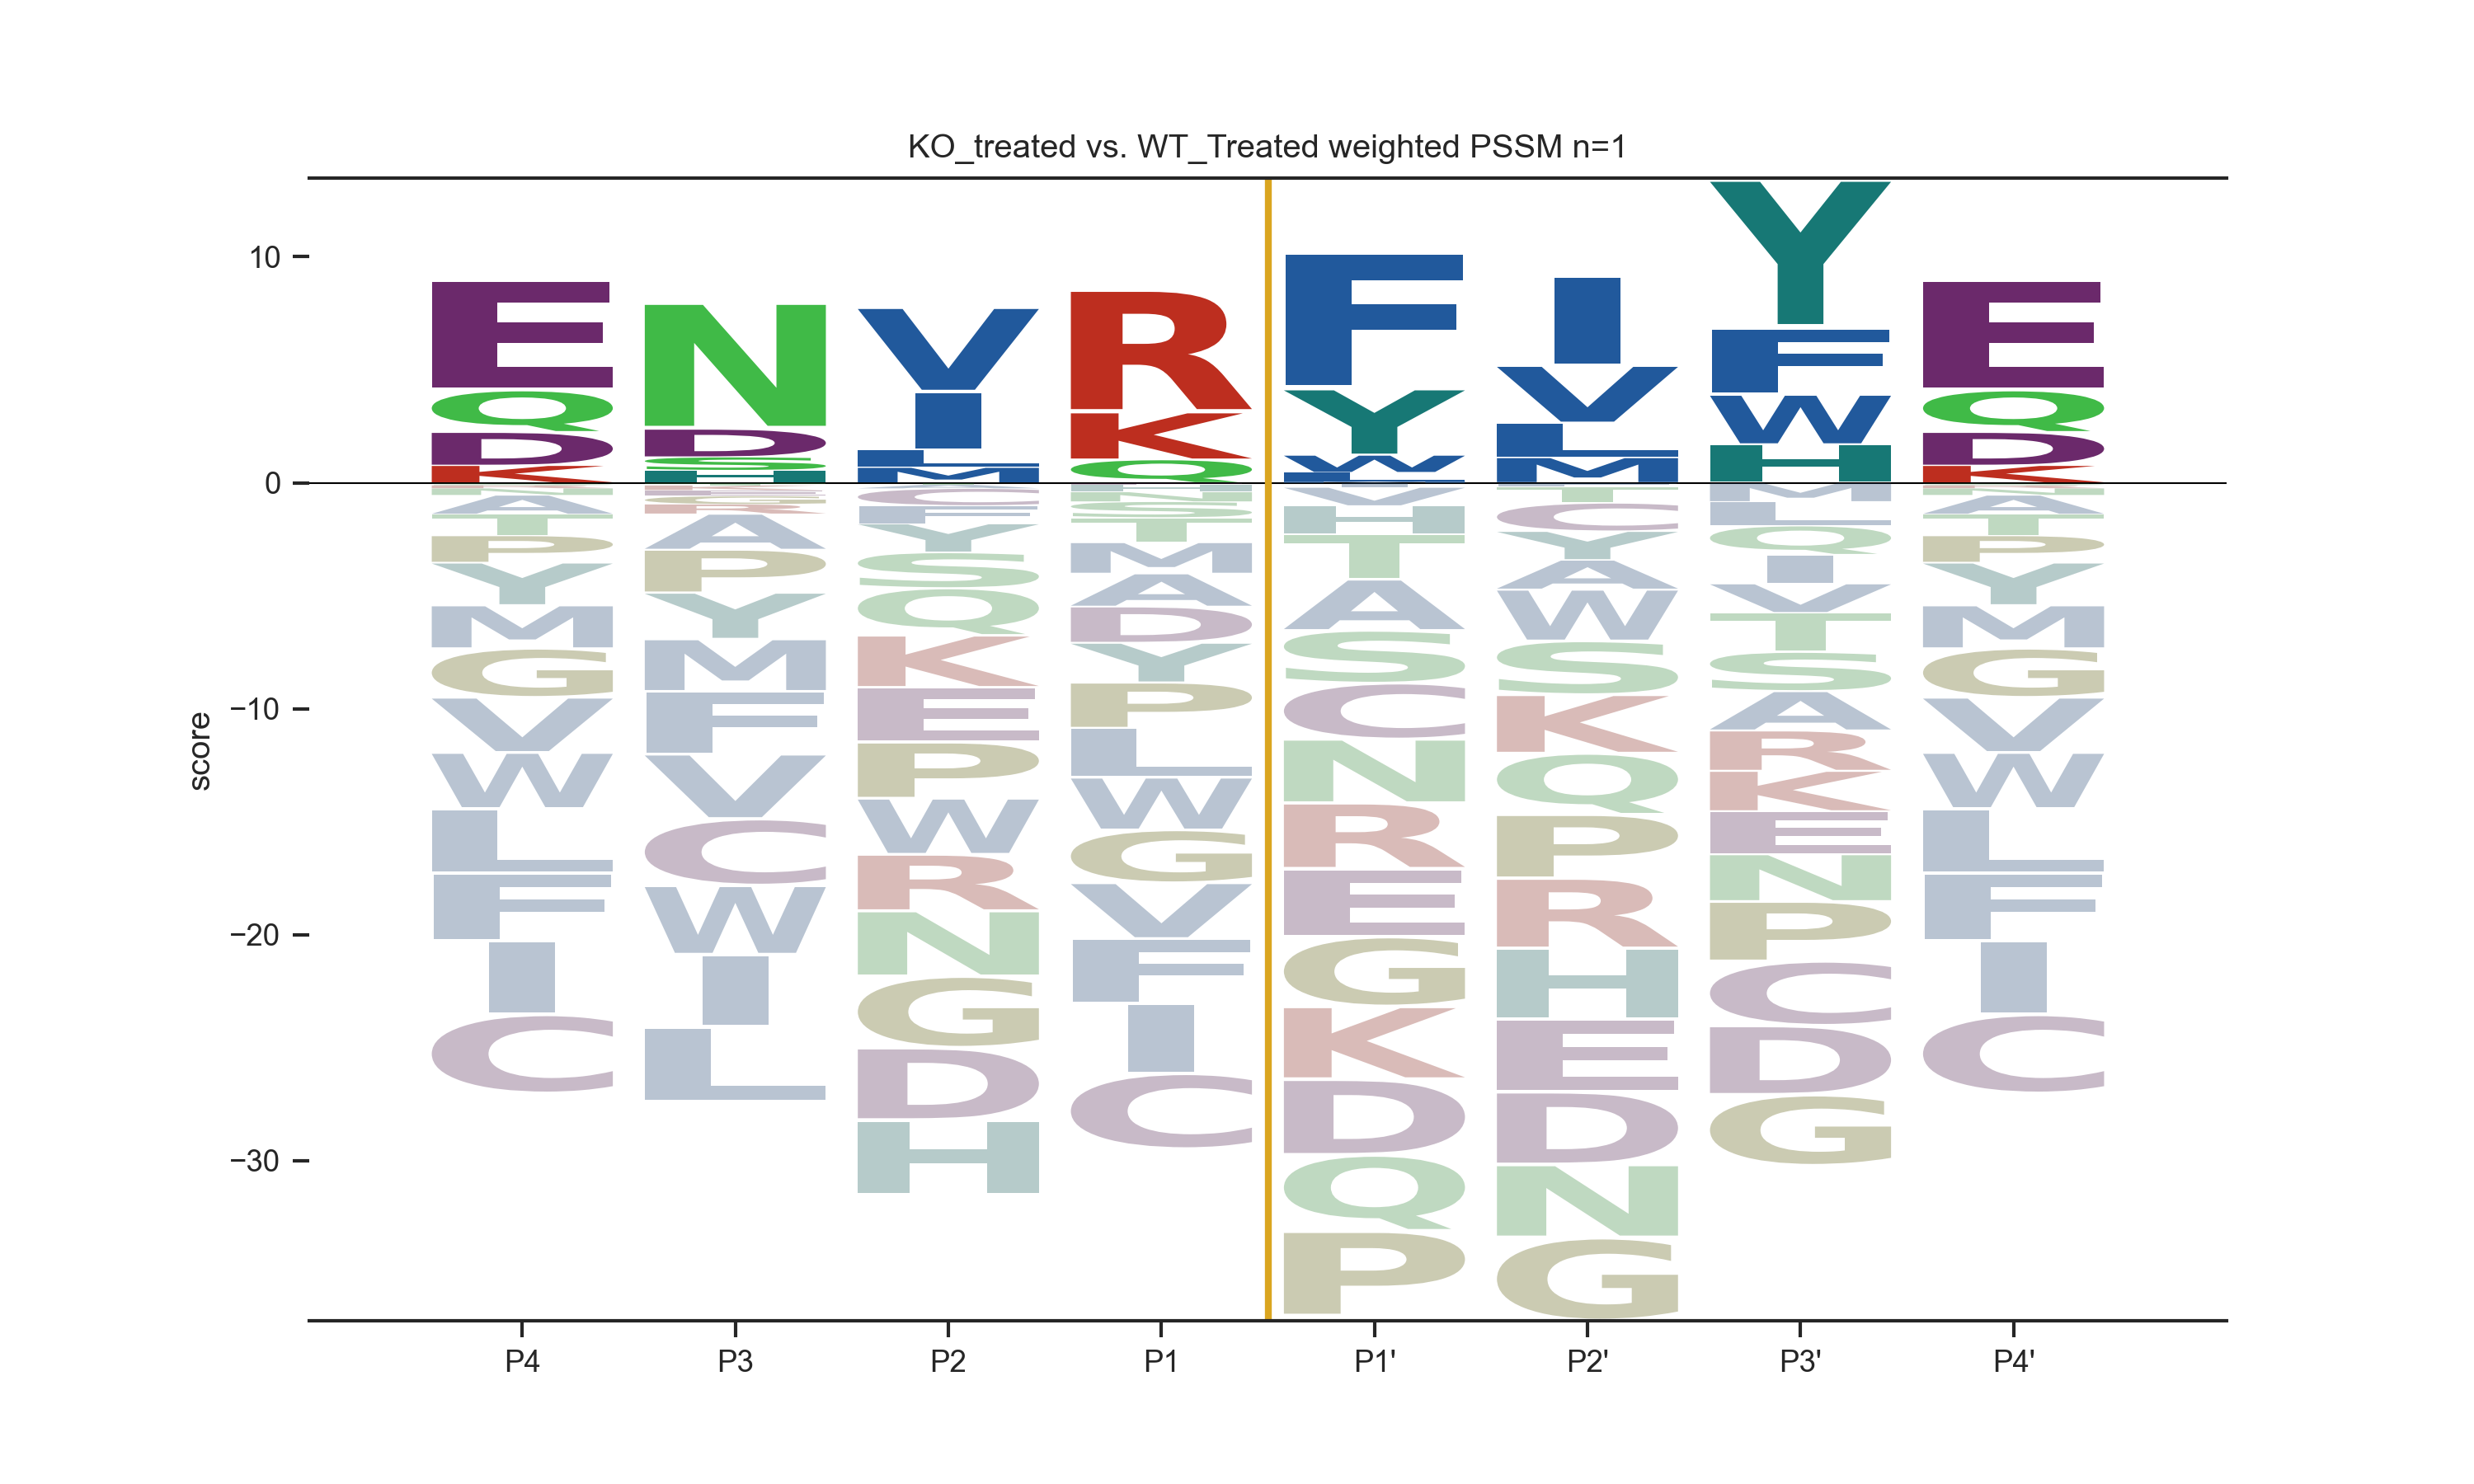 KO_treated vs. WT_Treated weighted PSSM n=1
score
10
0
−10
−20
−30
E Q D K A T P Y M G V W L F I C
N D S H A P Y M F V C W I L
V I L M C F Y S Q K E P W R N G D H
R K Q N S T M A D Y P L W G V F I C
F Y W V H T A S C N R E G K D Q P
I V L M T C Y A W S K Q P R H E D N G
Y F W H M L Q I V T S A R K E N P C D G
E Q D K A T P Y M G V W L F I C
P4 P3 P2 P1 P1' P2' P3' P4'